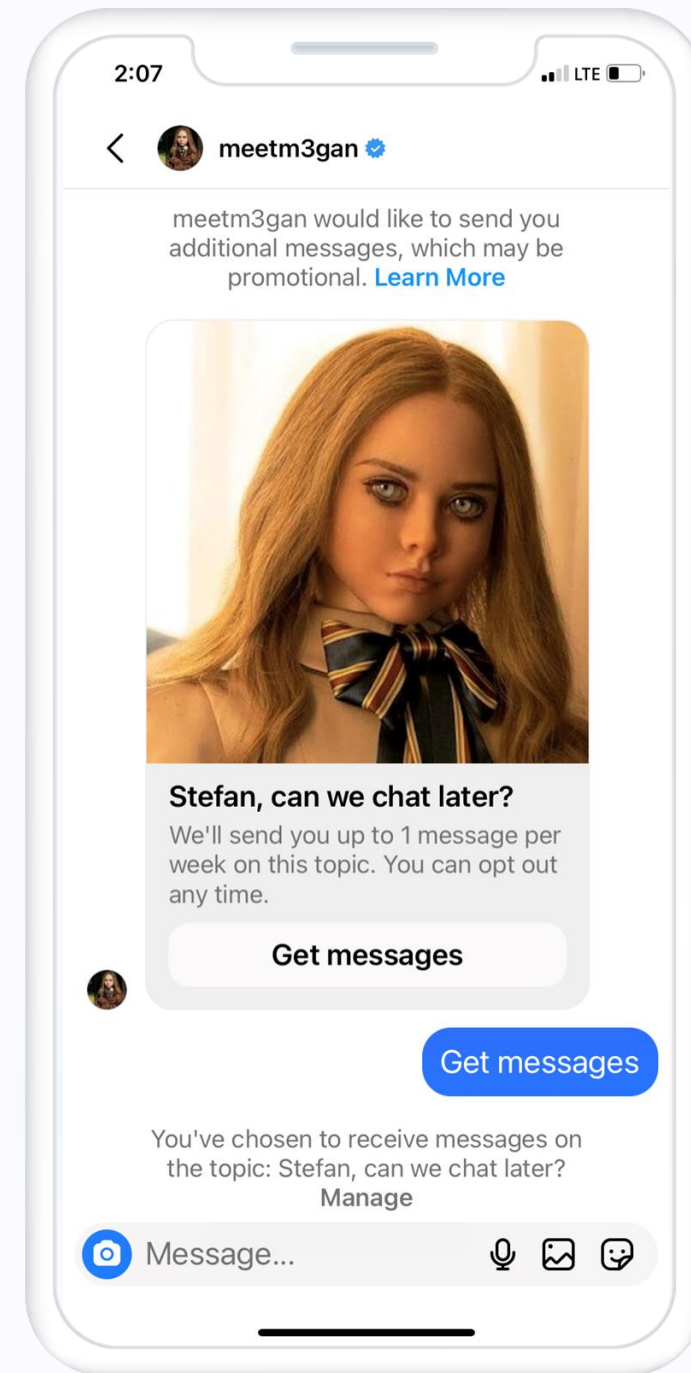 2:07
LTE
meetm3gan
meetm3gan would like to send you
additional messages, which may be
promotional. Learn More
Stefan, can we chat later?
We'll send you up to 1 message per
week on this topic. You can opt out
any time.
Get messages
Get messages
You've chosen to receive messages on
the topic: Stefan, can we chat later?
Manage
Message...